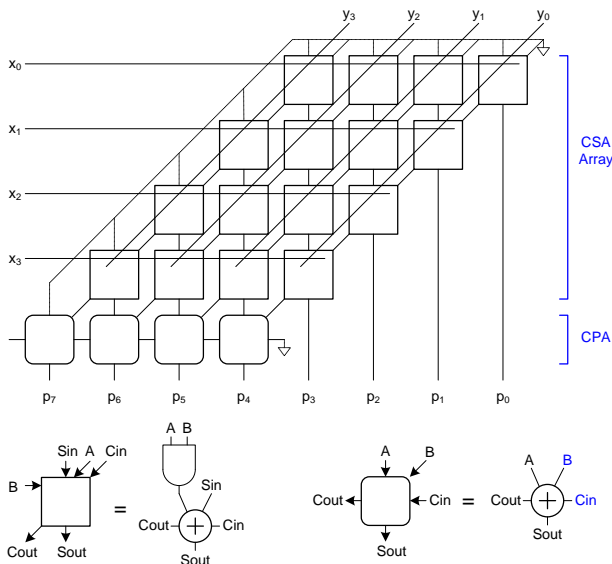 y₃ y₂ y₁ y₀
x₀
x₁
CSA
Array
x₂
x₃
CPA
p₇ p₆ p₅ p₄ p₃ p₂ p₁ p₀
A B
Sin A Cin
Sin
B
=
Cout Cin
Cout Sout
Sout
A B
Cout Cin
=
Sout
A B
Cout Cin
Sout